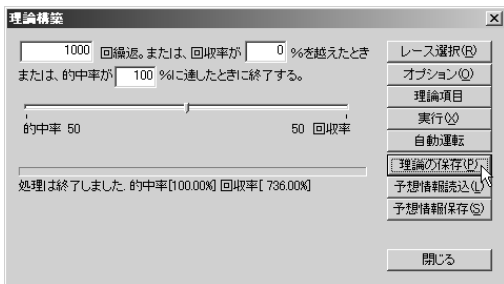 理論構築
1000 回繰返。または、回収率が 0 %を越えたとき
または、的中率が 100 %に達したときに終了する。
的中率 50 50 回収率
処理は終了しました. 的中率[100.00%] 回収率[ 736.00%]
レース選択(R)
オプション(O)
理論項目
実行(X)
自動運転
理論の保存(P)
予想情報読込(L)
予想情報保存(S)
閉じる